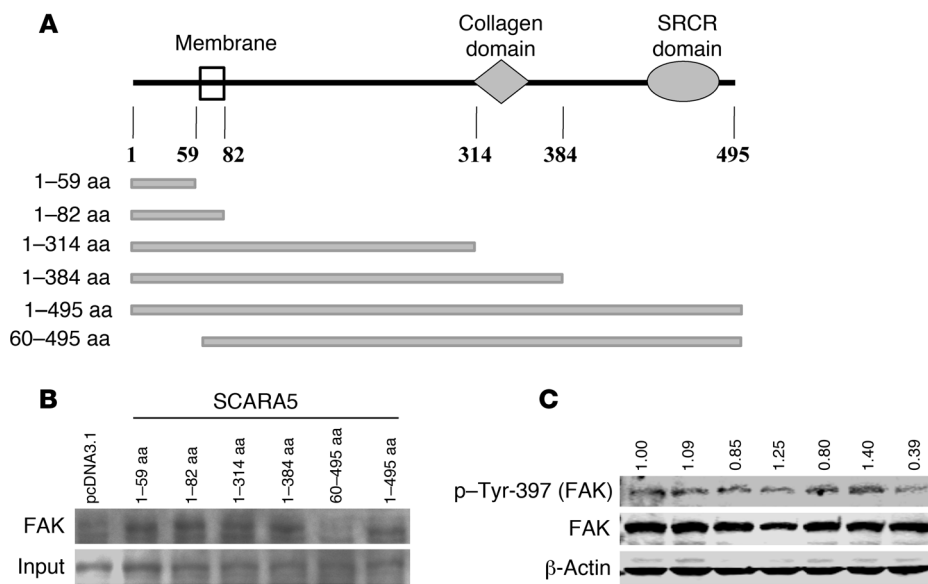 A
Membrane
Collagen
domain
SRCR
domain
1 59 82 314 384 495
1–59 aa
1–82 aa
1–314 aa
1–384 aa
1–495 aa
60–495 aa
B
SCARA5
pcDNA3.1
1–59 aa
1–82 aa
1–314 aa
1–384 aa
60–495 aa
1–495 aa
FAK
Input
C
1.00
1.09
0.85
1.25
0.80
1.40
0.39
p–Tyr-397 (FAK)
FAK
β-Actin